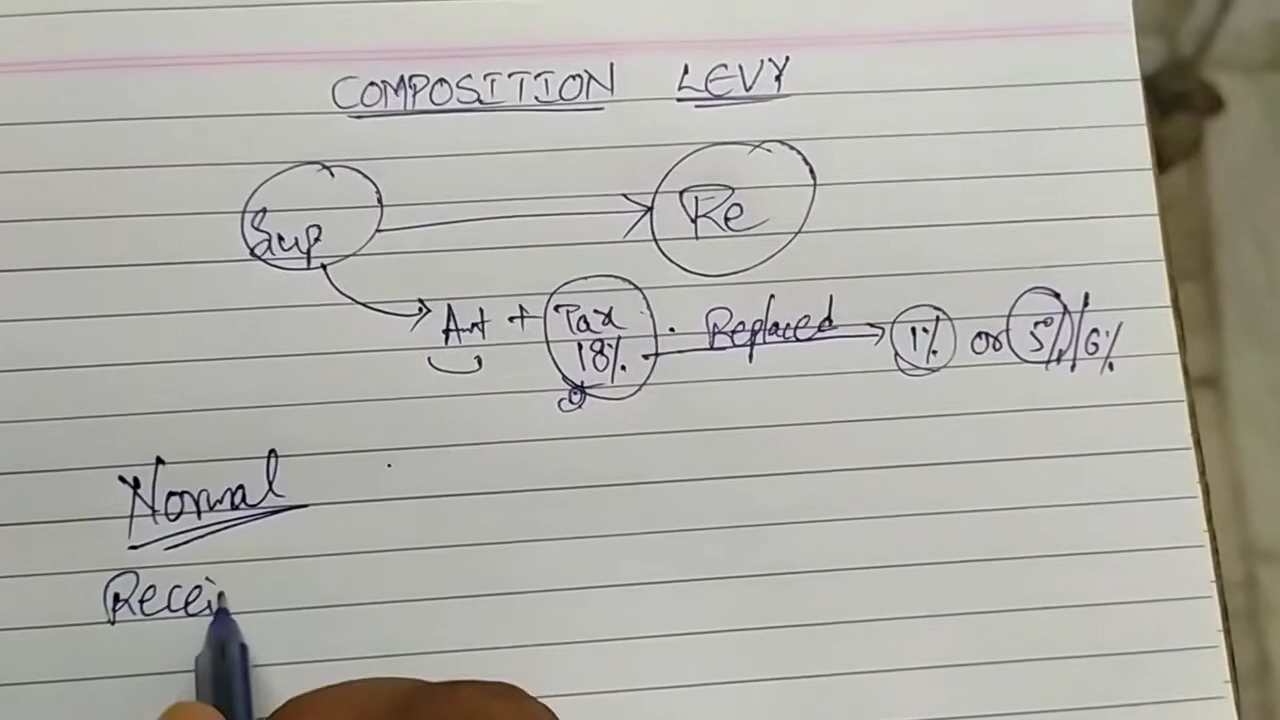 COMPOSITION LEVY
Sup Re
Amt + Tax 18%. Replaced 1% or 5%/6%
Normal
Recei